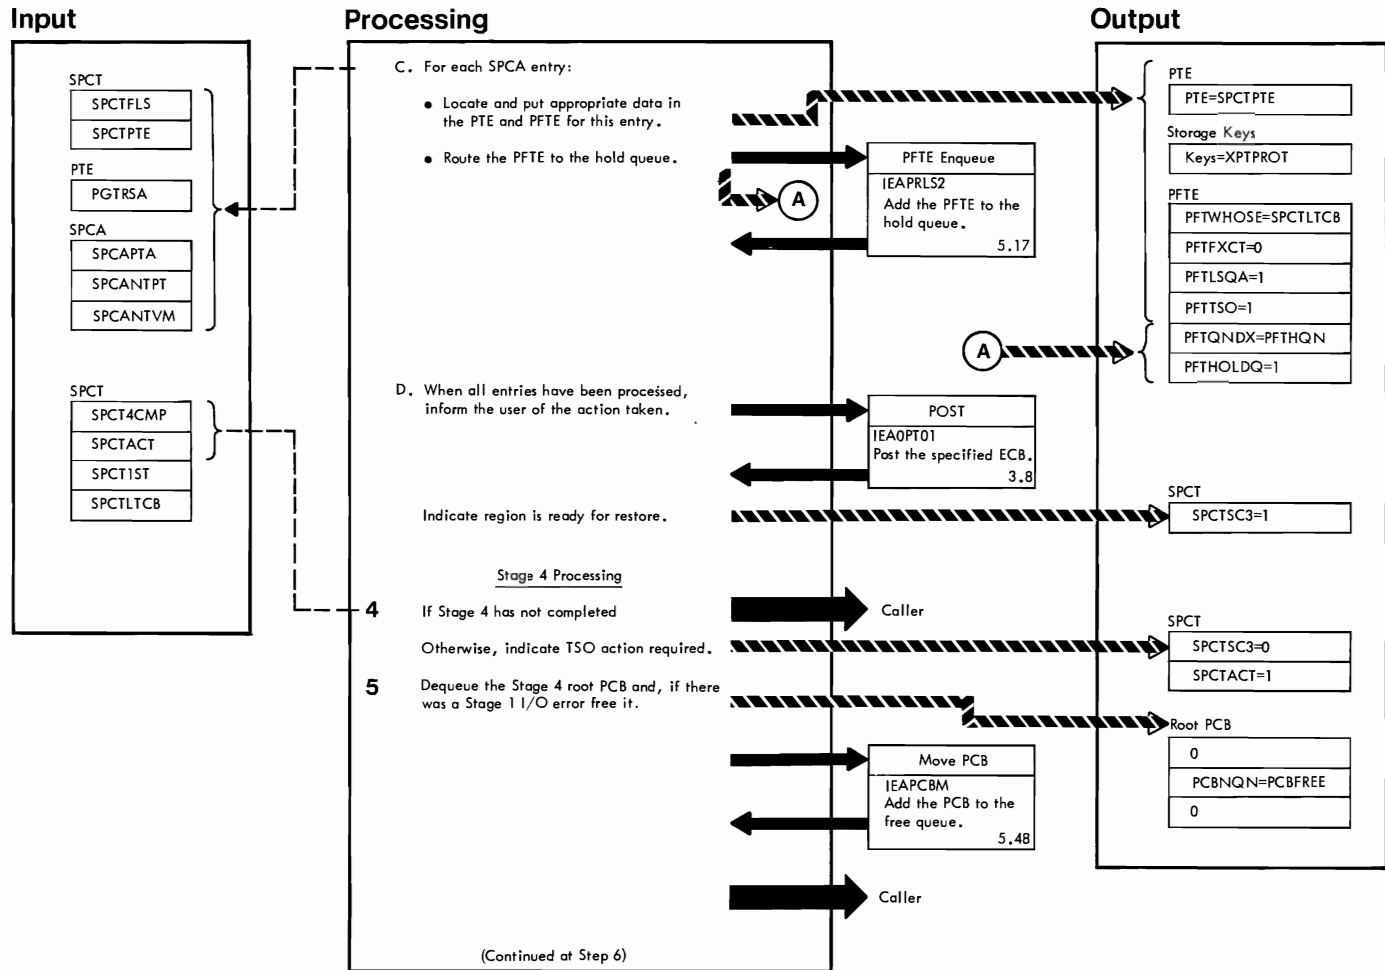 Input
Processing
Output
SPCT
SPCTFLS
SPCTPTE
PTE
PGTRSA
SPCA
SPCAPTA
SPCANTPT
SPCANTVM
SPCT
SPCT4CMP
SPCTACT
SPCT1ST
SPCTLTCB
C. For each SPCA entry:
• Locate and put appropriate data in
the PTE and PFTE for this entry.
• Route the PFTE to the hold queue.
A
PFTE Enqueue
IEAPRLS2
Add the PFTE to the
hold queue.
5.17
D. When all entries have been processed,
inform the user of the action taken.
POST
IEA0PT01
Post the specified ECB.
3.8
Indicate region is ready for restore.
Stage 4 Processing
4 If Stage 4 has not completed
Caller
Otherwise, indicate TSO action required.
5 Dequeue the Stage 4 root PCB and, if there
was a Stage 1 I/O error free it.
Move PCB
IEAPCBM
Add the PCB to the
free queue.
5.48
Caller
(Continued at Step 6)
PTE
PTE=SPCTPTE
Storage Keys
Keys=XPTPROT
PFTE
PFTWHOSE=SPCTLTCB
PFTFXCT=0
PFTLSQA=1
PFTTSO=1
A
PFTQNDX=PFTHQN
PFTHOLDQ=1
SPCT
SPCTSC3=1
SPCT
SPCTSC3=0
SPCTACT=1
Root PCB
0
PCBNQN=PCBFREE
0